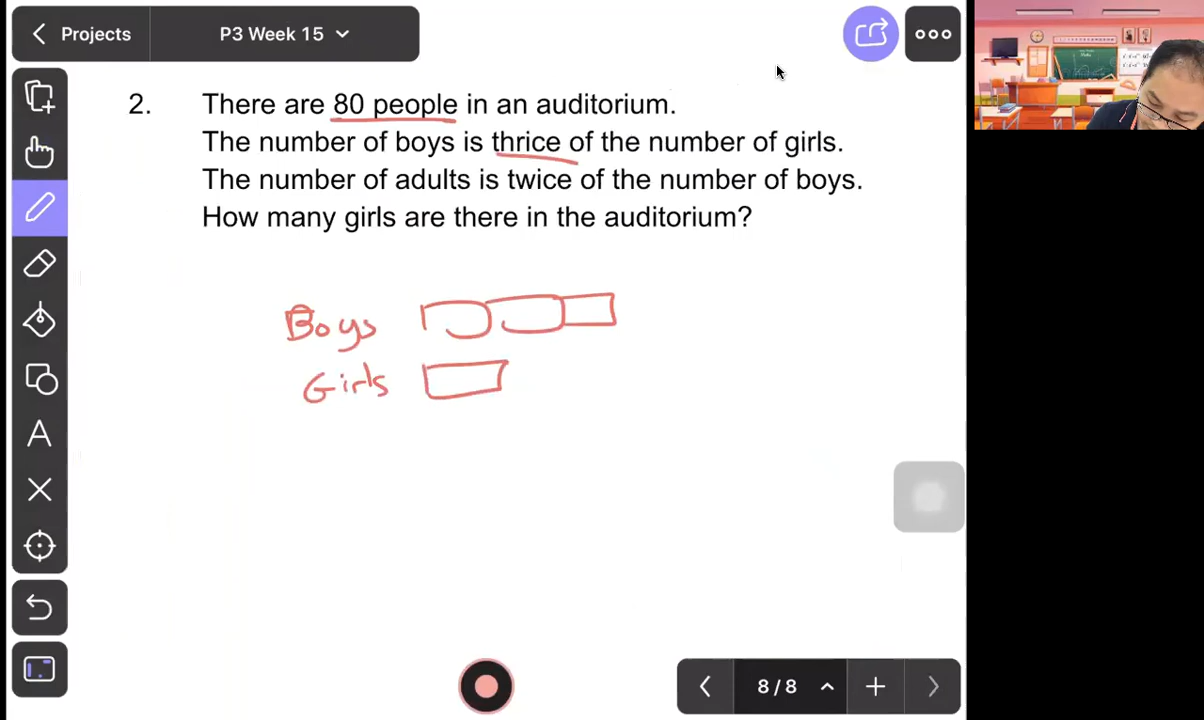 Projects
P3 Week 15
2. There are 80 people in an auditorium.
The number of boys is thrice of the number of girls.
The number of adults is twice of the number of boys.
How many girls are there in the auditorium?
Boys
Girls
A
8/8